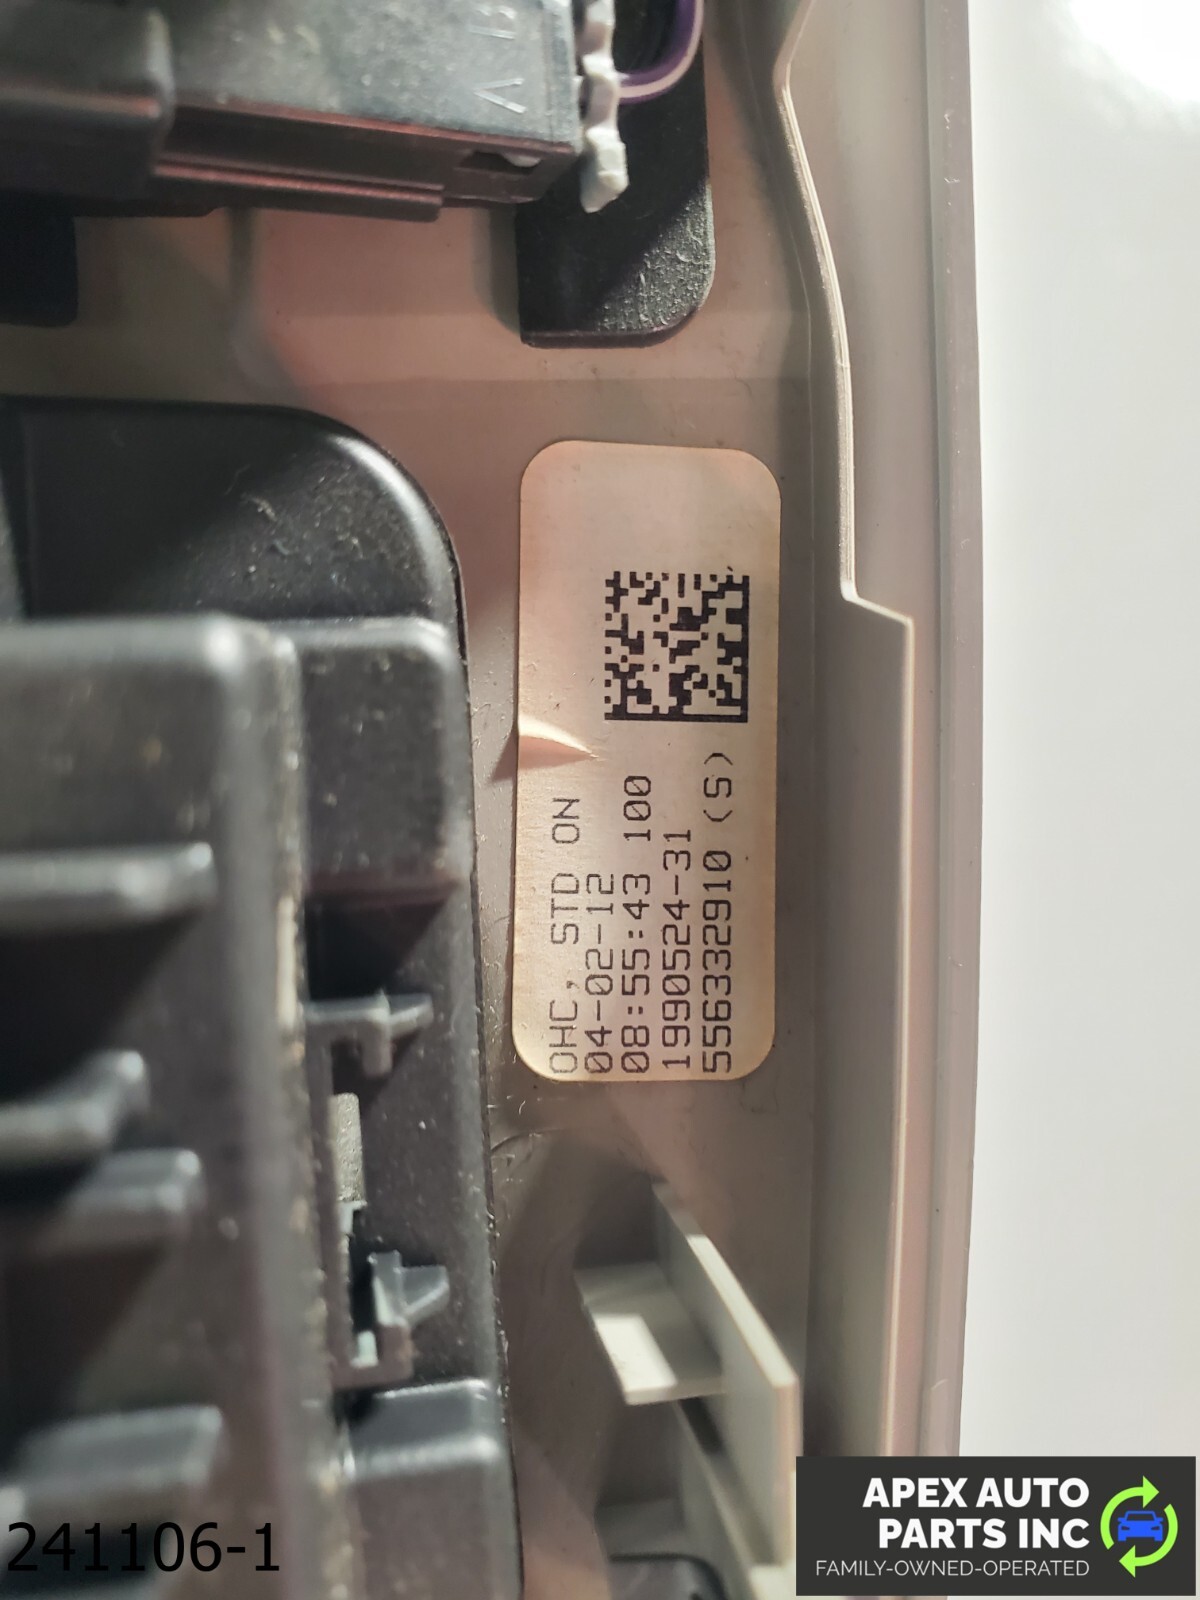 A B
OHC, STD ON
04-02-12
08:55:43 100
1990524-31
556332910 (S)
241106-1
APEX AUTO
PARTS INC
FAMILY-OWNED-OPERATED